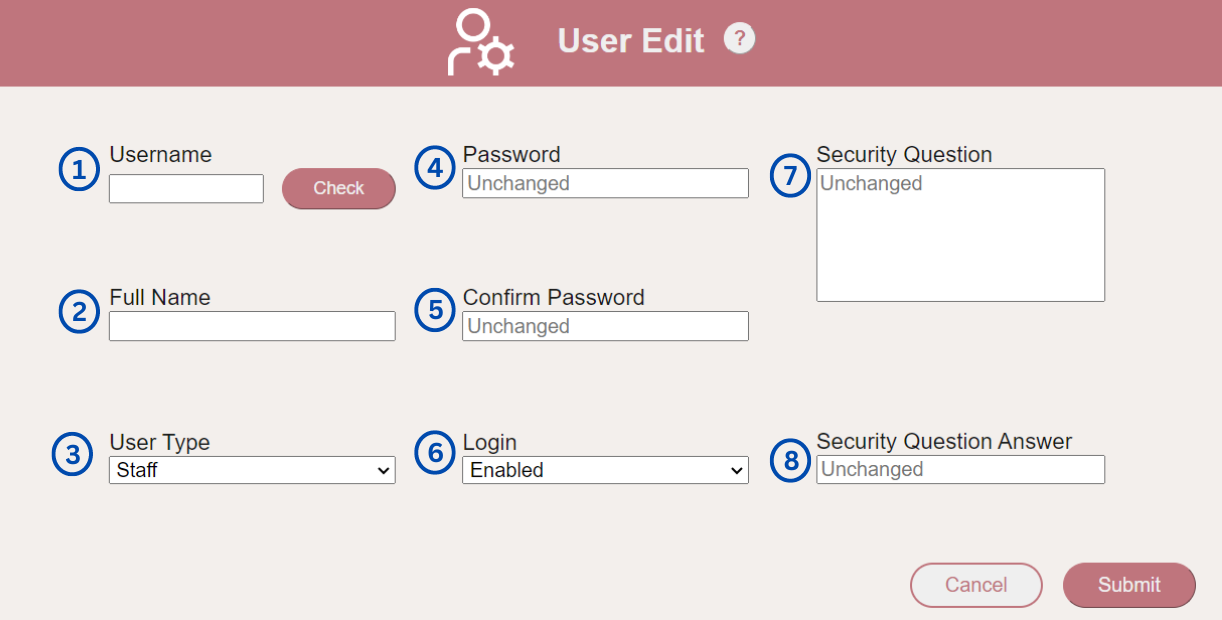 User Edit ?
1 Username
Check
4 Password
Unchanged
7 Security Question
Unchanged
2 Full Name
5 Confirm Password
Unchanged
3 User Type
Staff
6 Login
Enabled
8 Security Question Answer
Unchanged
Cancel
Submit